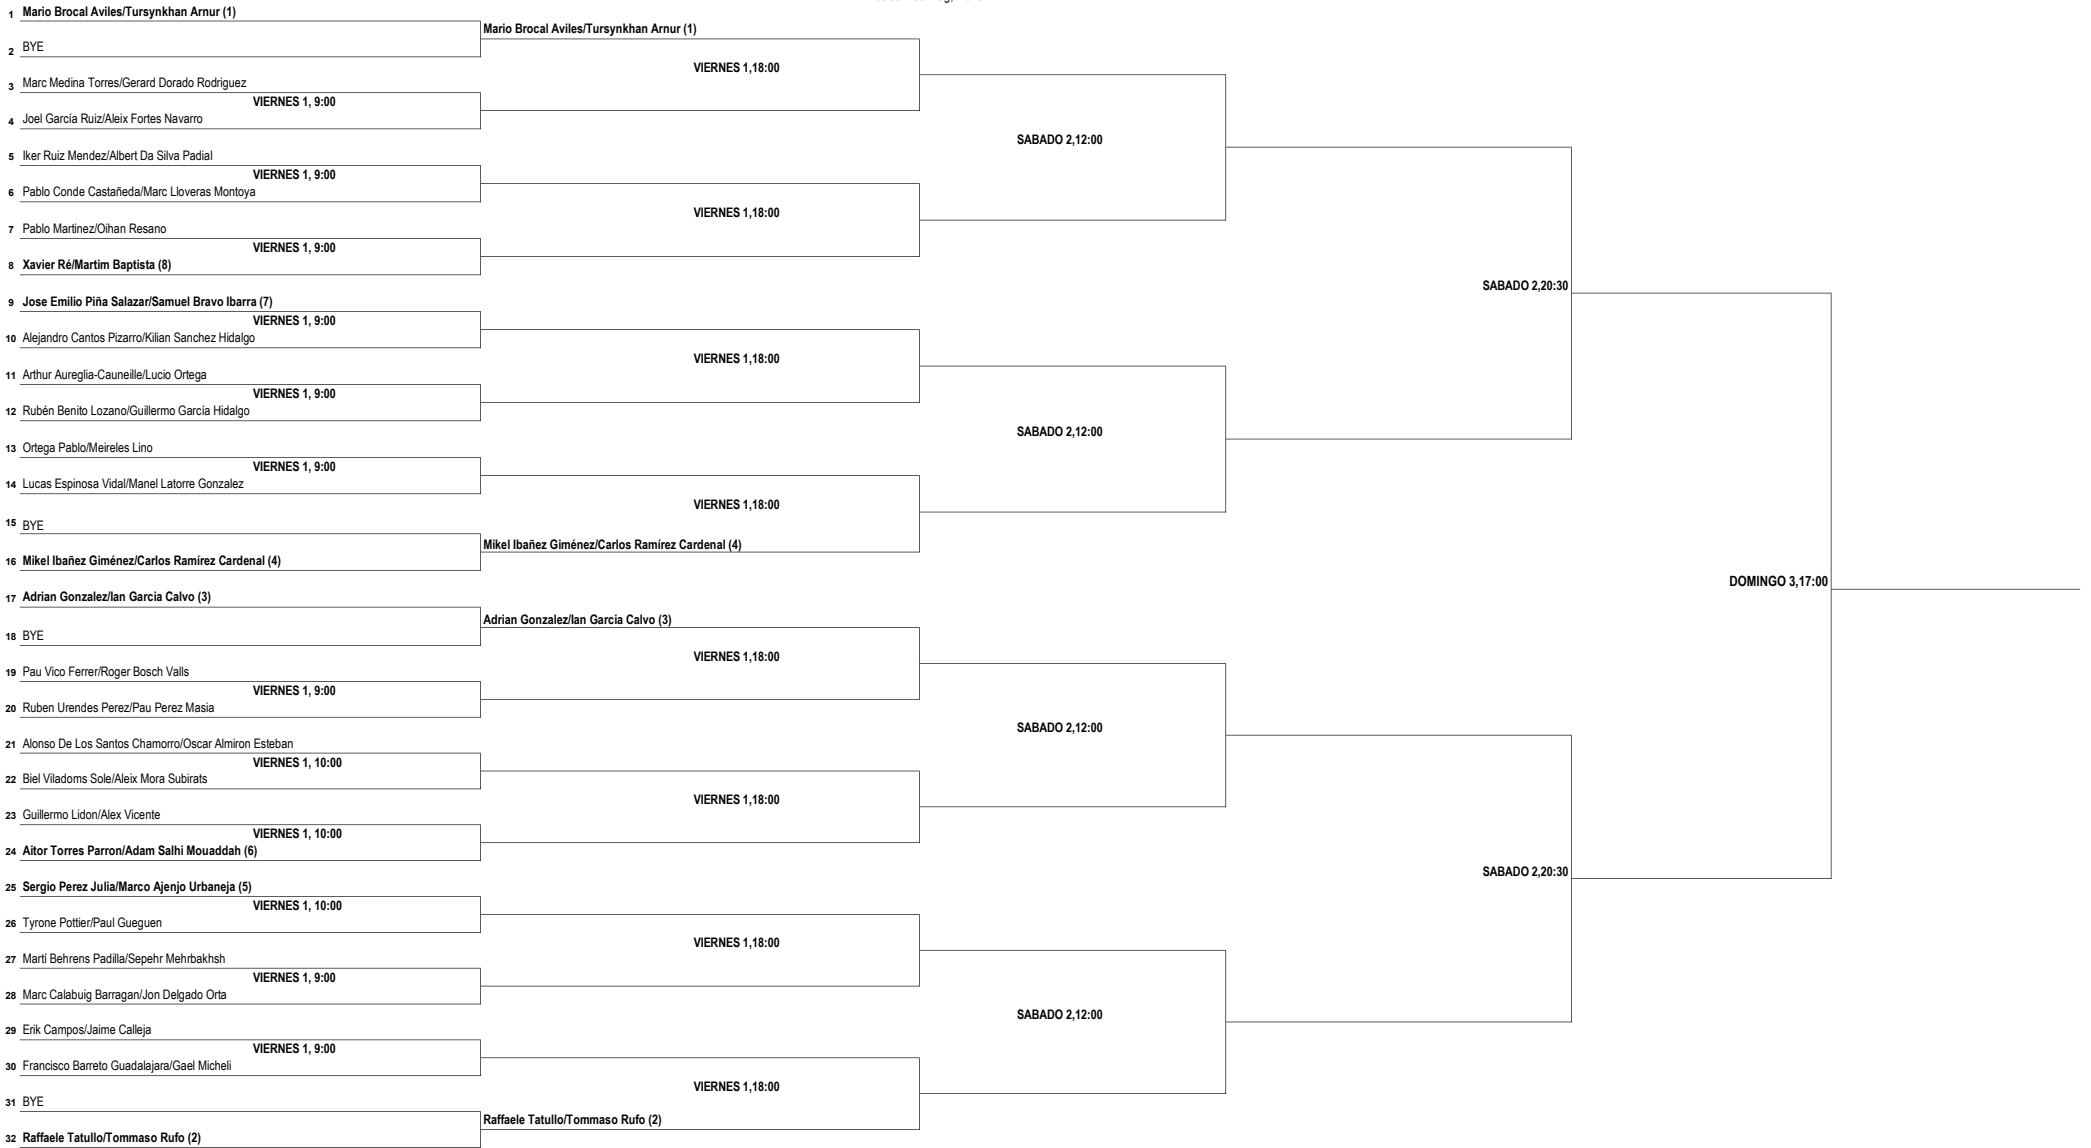 1 Mario Brocal Aviles/Tursynkhan Arnur (1)
Mario Brocal Aviles/Tursynkhan Arnur (1)
2 BYE
VIERNES 1,18:00
3 Marc Medina Torres/Gerard Dorado Rodriguez
VIERNES 1, 9:00
4 Joel García Ruiz/Aleix Fortes Navarro
SABADO 2,12:00
5 Iker Ruiz Mendez/Albert Da Silva Padial
VIERNES 1, 9:00
6 Pablo Conde Castañeda/Marc Lloveras Montoya
VIERNES 1,18:00
7 Pablo Martinez/Oihan Resano
VIERNES 1, 9:00
8 Xavier Ré/Martim Baptista (8)
SABADO 2,20:30
9 Jose Emilio Piña Salazar/Samuel Bravo Ibarra (7)
VIERNES 1, 9:00
10 Alejandro Cantos Pizarro/Kilian Sanchez Hidalgo
VIERNES 1,18:00
11 Arthur Aureglia-Cauneille/Lucio Ortega
VIERNES 1, 9:00
12 Rubén Benito Lozano/Guillermo García Hidalgo
SABADO 2,12:00
13 Ortega Pablo/Meireles Lino
VIERNES 1, 9:00
14 Lucas Espinosa Vidal/Manel Latorre Gonzalez
VIERNES 1,18:00
15 BYE
Mikel Ibañez Giménez/Carlos Ramírez Cardenal (4)
16 Mikel Ibañez Giménez/Carlos Ramírez Cardenal (4)
DOMINGO 3,17:00
17 Adrian Gonzalez/Ian Garcia Calvo (3)
Adrian Gonzalez/Ian Garcia Calvo (3)
18 BYE
VIERNES 1,18:00
19 Pau Vico Ferrer/Roger Bosch Valls
VIERNES 1, 9:00
20 Ruben Urendes Perez/Pau Perez Masia
SABADO 2,12:00
21 Alonso De Los Santos Chamorro/Oscar Almiron Esteban
VIERNES 1, 10:00
22 Biel Viladoms Sole/Aleix Mora Subirats
VIERNES 1,18:00
23 Guillermo Lidon/Alex Vicente
VIERNES 1, 10:00
24 Aitor Torres Parron/Adam Salhi Mouaddah (6)
SABADO 2,20:30
25 Sergio Perez Julia/Marco Ajenjo Urbaneja (5)
VIERNES 1, 10:00
26 Tyrone Pottier/Paul Gueguen
VIERNES 1,18:00
27 Martí Behrens Padilla/Sepehr Mehrbakhsh
VIERNES 1, 9:00
28 Marc Calabuig Barragan/Jon Delgado Orta
SABADO 2,12:00
29 Erik Campos/Jaime Calleja
VIERNES 1, 9:00
30 Francisco Barreto Guadalajara/Gael Micheli
VIERNES 1,18:00
31 BYE
Raffaele Tatullo/Tommaso Rufo (2)
32 Raffaele Tatullo/Tommaso Rufo (2)